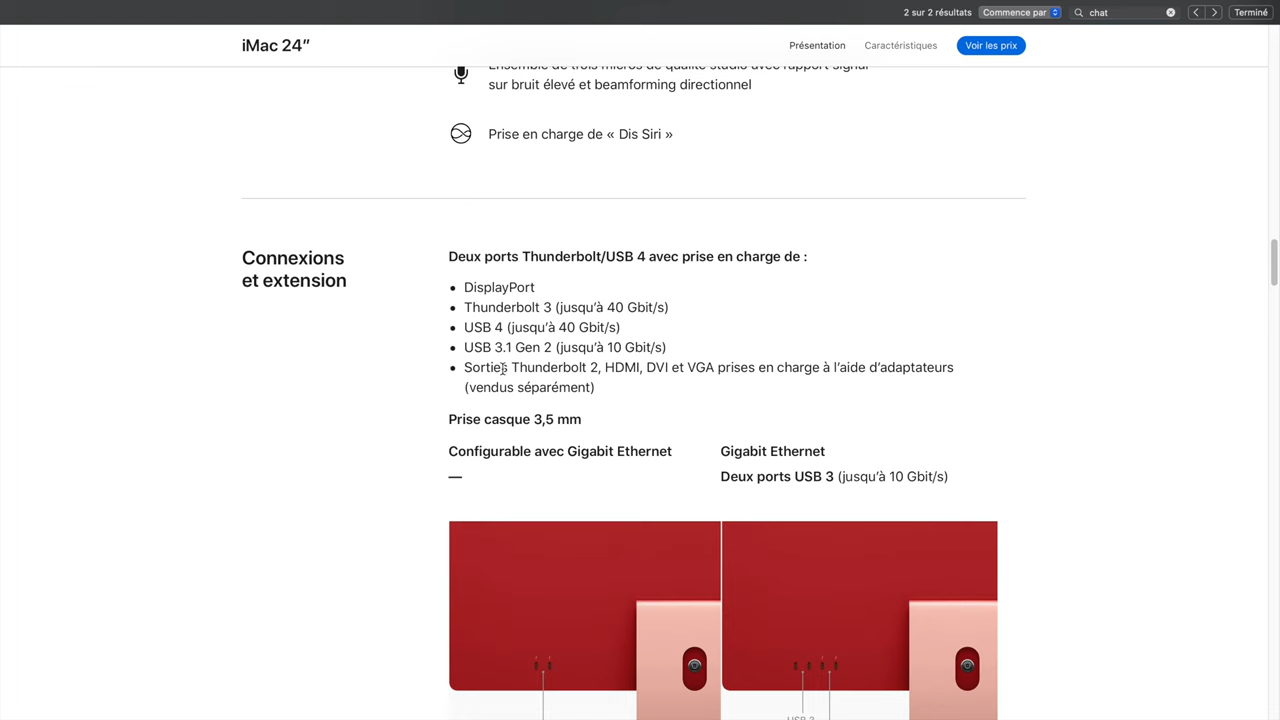 2 sur 2 résultats Commence par chat Terminé
iMac 24″ Présentation Caractéristiques Voir les prix
Ensemble de trois micros de qualité studio avec rapport signal
sur bruit élevé et beamforming directionnel
Prise en charge de « Dis Siri »
Connexions
et extension
Deux ports Thunderbolt/USB 4 avec prise en charge de :
• DisplayPort
• Thunderbolt 3 (jusqu’à 40 Gbit/s)
• USB 4 (jusqu’à 40 Gbit/s)
• USB 3.1 Gen 2 (jusqu’à 10 Gbit/s)
• Sorties Thunderbolt 2, HDMI, DVI et VGA prises en charge à l’aide d’adaptateurs
(vendus séparément)
Prise casque 3,5 mm
Configurable avec Gigabit Ethernet
—
Gigabit Ethernet
Deux ports USB 3 (jusqu’à 10 Gbit/s)
USB 3